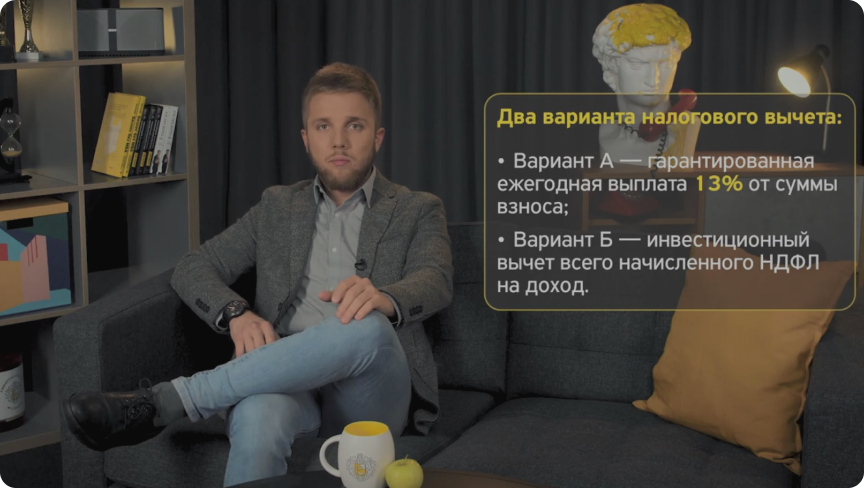 Два варианта налогового вычета:
• Вариант А — гарантированная
ежегодная выплата 13% от суммы
взноса;
• Вариант Б — инвестиционный
вычет всего начисленного НДФЛ
на доход.